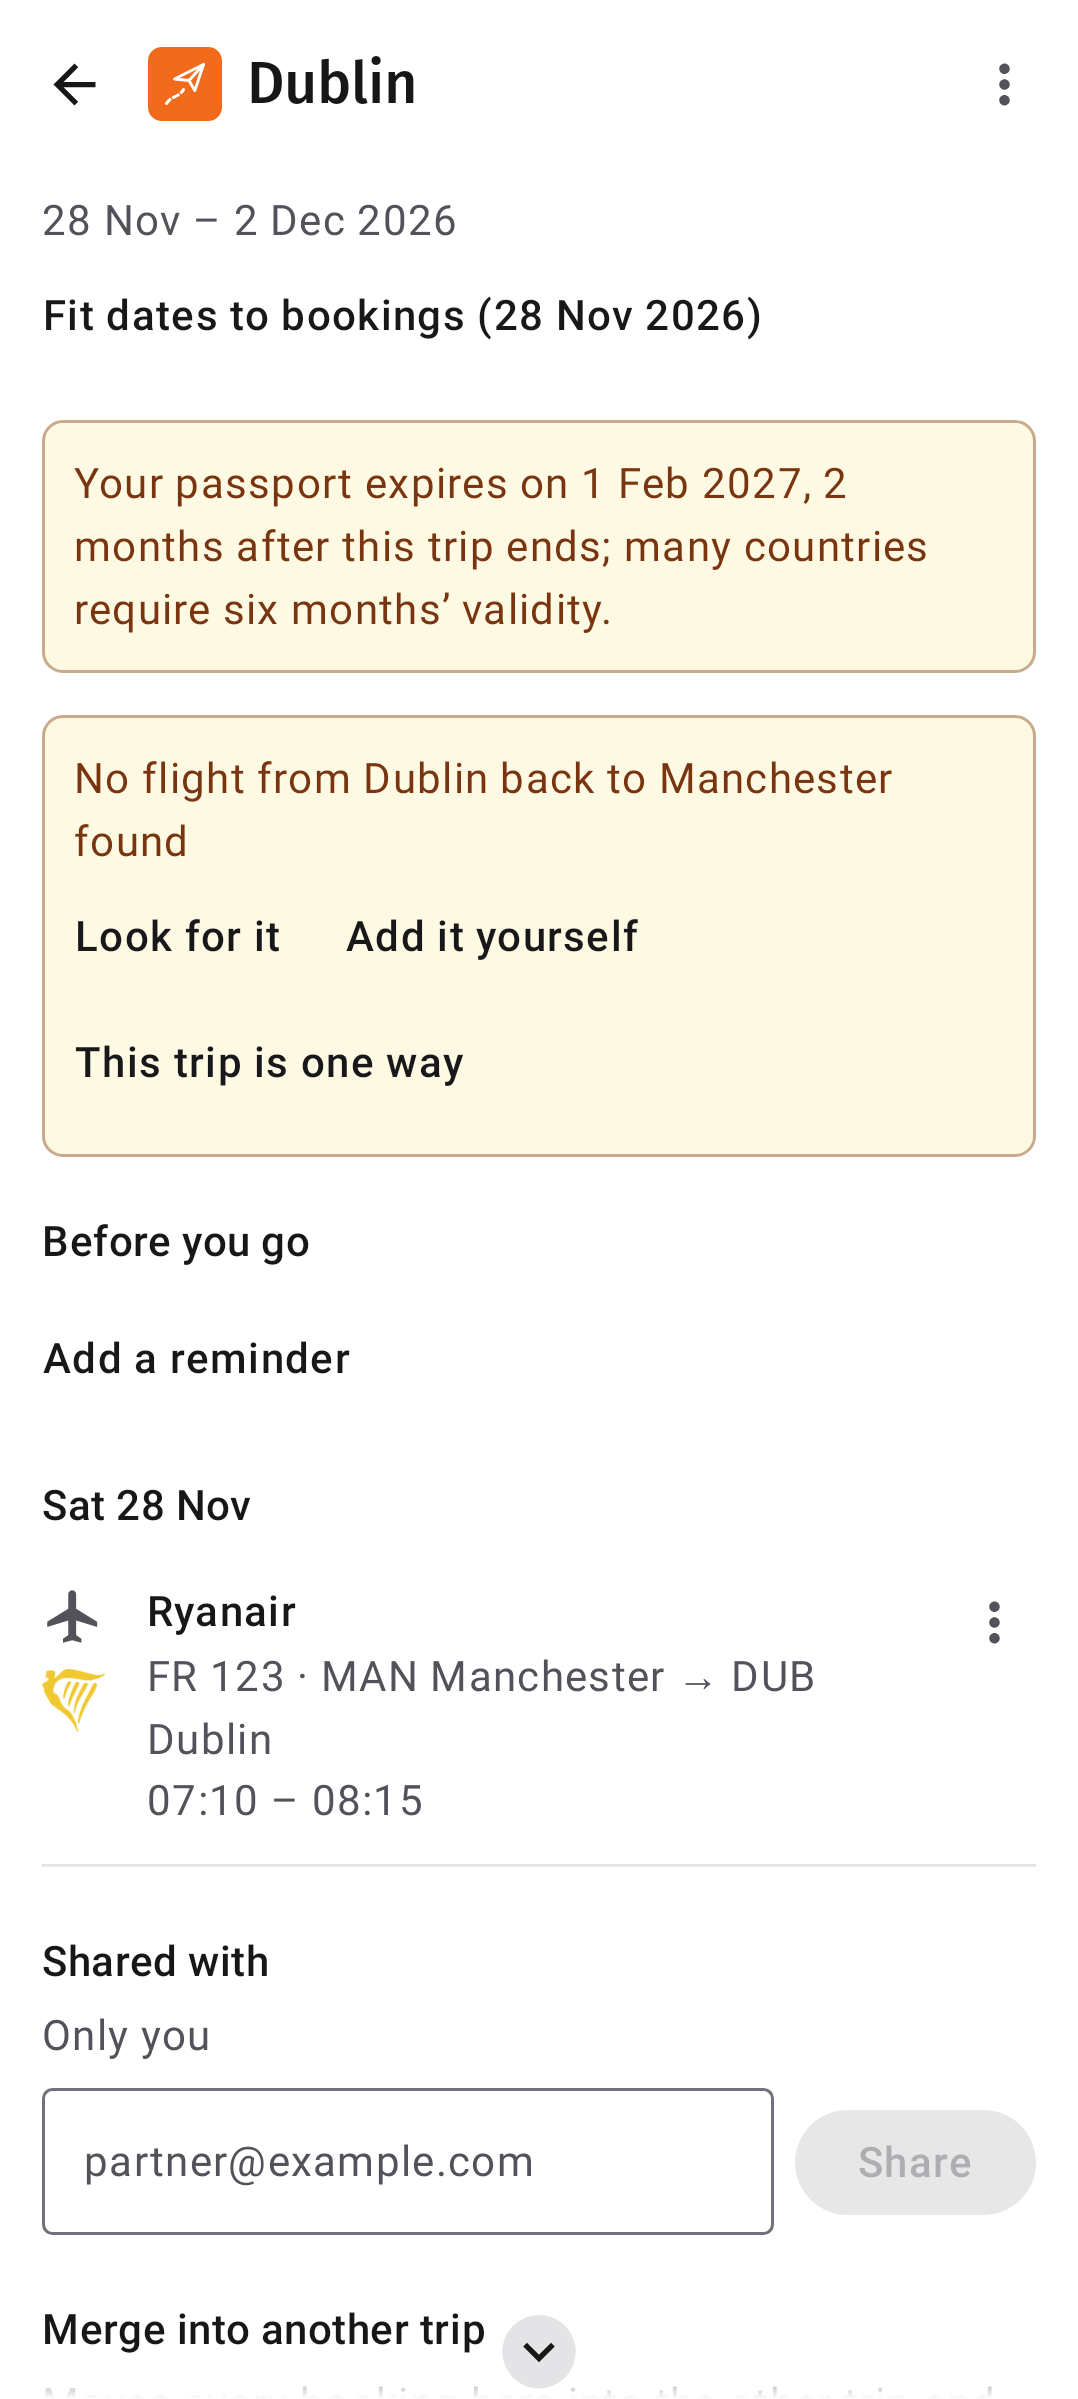 Dublin
28 Nov – 2 Dec 2026
Fit dates to bookings (28 Nov 2026)
Your passport expires on 1 Feb 2027, 2
months after this trip ends; many countries
require six months’ validity.
No flight from Dublin back to Manchester
found
Look for it
Add it yourself
This trip is one way
Before you go
Add a reminder
Sat 28 Nov
Ryanair
FR 123 · MAN Manchester → DUB
Dublin
07:10 – 08:15
Shared with
Only you
partner@example.com
Share
Merge into another trip